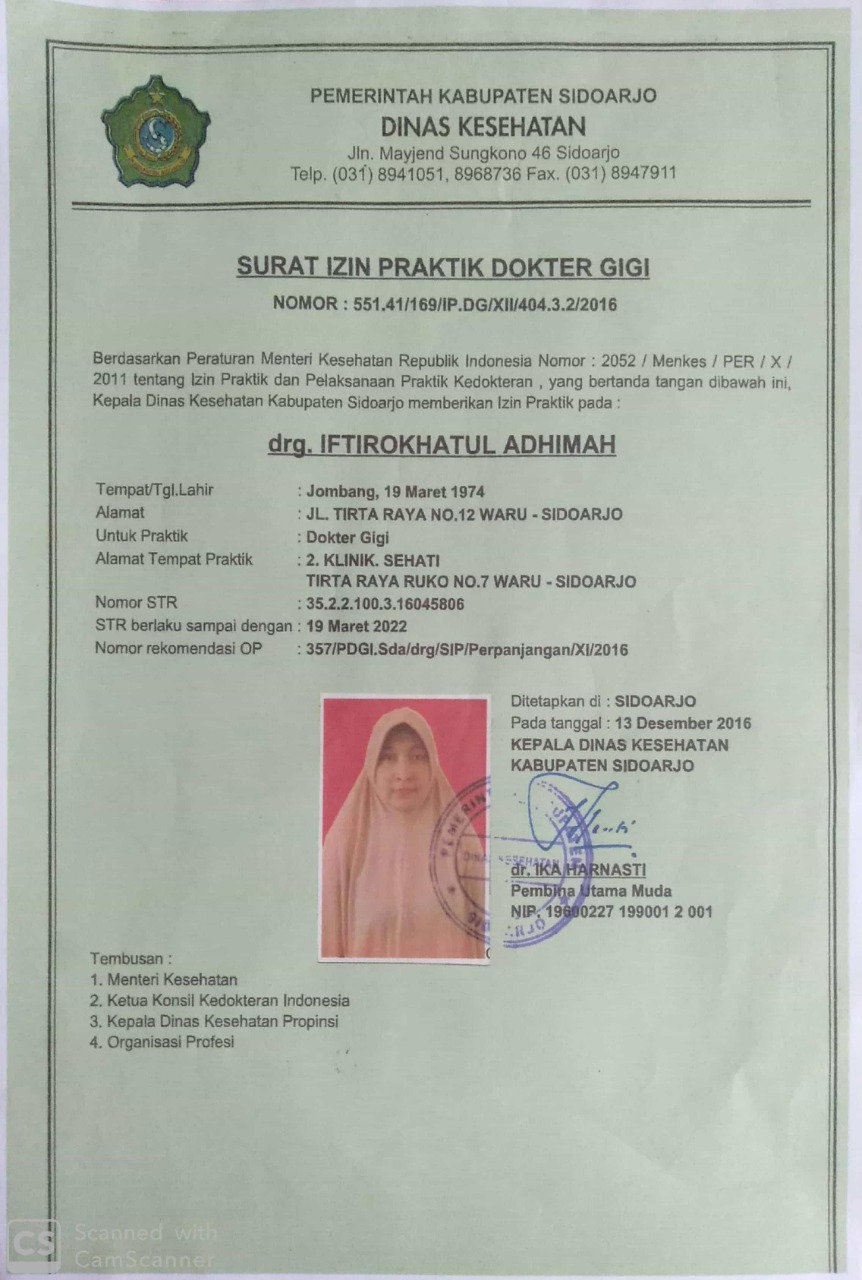 PEMERINTAH KABUPATEN SIDOARJO
DINAS KESEHATAN
Jln. Mayjend Sungkono 46 Sidoarjo
Telp. (031) 8941051, 8968736 Fax. (031) 8947911
SURAT IZIN PRAKTIK DOKTER GIGI
NOMOR : 551.41/169/IP.DG/XII/404.3.2/2016
Berdasarkan Peraturan Menteri Kesehatan Republik Indonesia Nomor : 2052 / Menkes / PER / X /
2011 tentang Izin Praktik dan Pelaksanaan Praktik Kedokteran , yang bertanda tangan dibawah ini,
Kepala Dinas Kesehatan Kabupaten Sidoarjo memberikan Izin Praktik pada :
drg. IFTIROKHATUL ADHIMAH
Tempat/Tgl.Lahir : Jombang, 19 Maret 1974
Alamat : JL. TIRTA RAYA NO.12 WARU - SIDOARJO
Untuk Praktik : Dokter Gigi
Alamat Tempat Praktik : 2. KLINIK. SEHATI
TIRTA RAYA RUKO NO.7 WARU - SIDOARJO
Nomor STR : 35.2.2.100.3.16045806
STR berlaku sampai dengan : 19 Maret 2022
Nomor rekomendasi OP : 357/PDGI.Sda/drg/SIP/Perpanjangan/XI/2016
Ditetapkan di : SIDOARJO
Pada tanggal : 13 Desember 2016
KEPALA DINAS KESEHATAN
KABUPATEN SIDOARJO
DINAS KESEHATAN
dr. IKA HARNASTI
Pembina Utama Muda
NIP. 19600227 199001 2 001
Tembusan :
1. Menteri Kesehatan
2. Ketua Konsil Kedokteran Indonesia
3. Kepala Dinas Kesehatan Propinsi
4. Organisasi Profesi
CS Scanned with
CamScanner